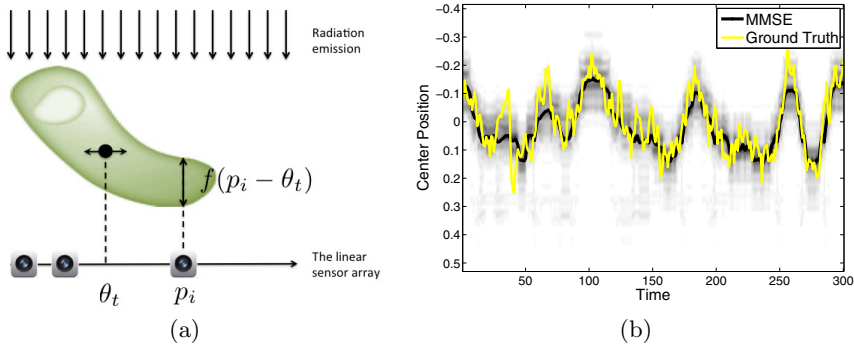 Radiation
emission
f(p_i − θ_t)
The linear
sensor array
θ_t
p_i
(a)
MMSE
Ground Truth
−0.4
−0.3
−0.2
−0.1
0
0.1
0.2
0.3
0.4
0.5
Center Position
50
100
150
200
250
300
Time
(b)